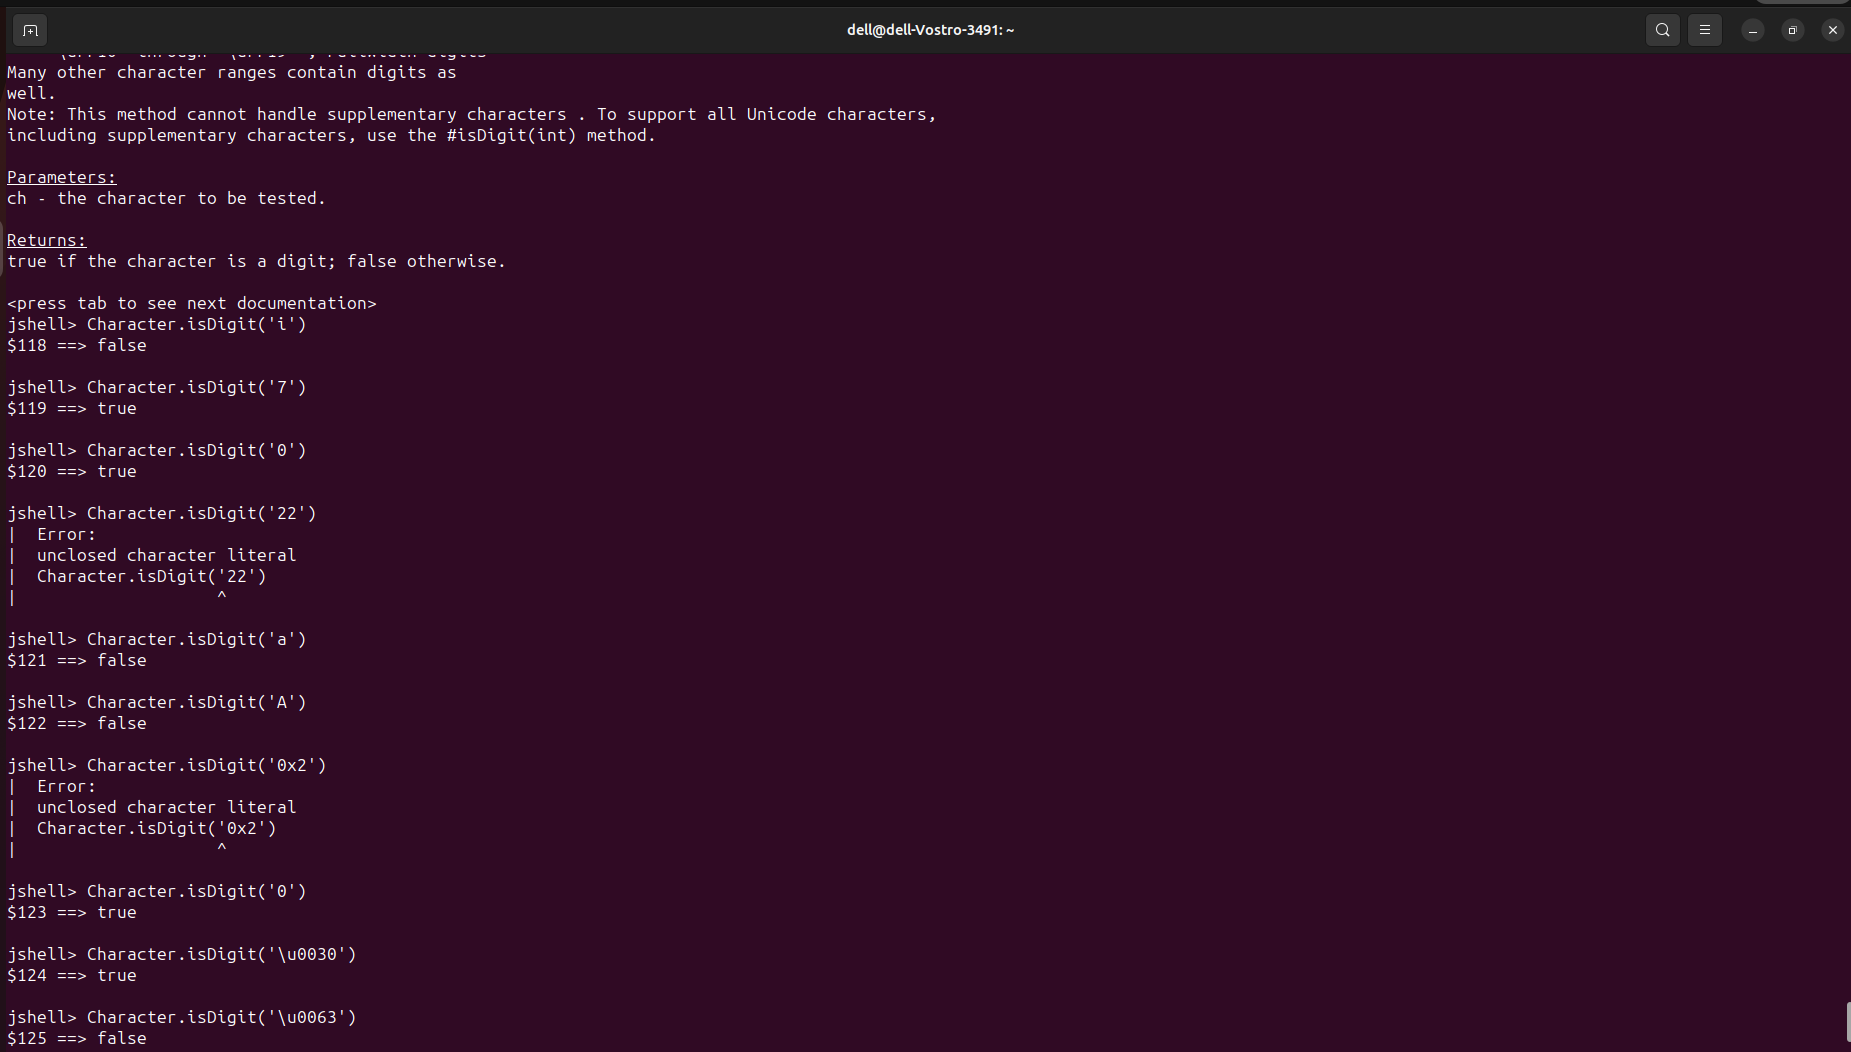 dell@dell-Vostro-3491: ~
Many other character ranges contain digits as
well.
Note: This method cannot handle supplementary characters . To support all Unicode characters,
including supplementary characters, use the #isDigit(int) method.
Parameters:
ch - the character to be tested.
Returns:
true if the character is a digit; false otherwise.
<press tab to see next documentation>
jshell> Character.isDigit('i')
$118 ==> false
jshell> Character.isDigit('7')
$119 ==> true
jshell> Character.isDigit('0')
$120 ==> true
jshell> Character.isDigit('22')
|  Error:
|  unclosed character literal
|  Character.isDigit('22')
|                    ^
jshell> Character.isDigit('a')
$121 ==> false
jshell> Character.isDigit('A')
$122 ==> false
jshell> Character.isDigit('0x2')
|  Error:
|  unclosed character literal
|  Character.isDigit('0x2')
|                    ^
jshell> Character.isDigit('0')
$123 ==> true
jshell> Character.isDigit('\u0030')
$124 ==> true
jshell> Character.isDigit('\u0063')
$125 ==> false